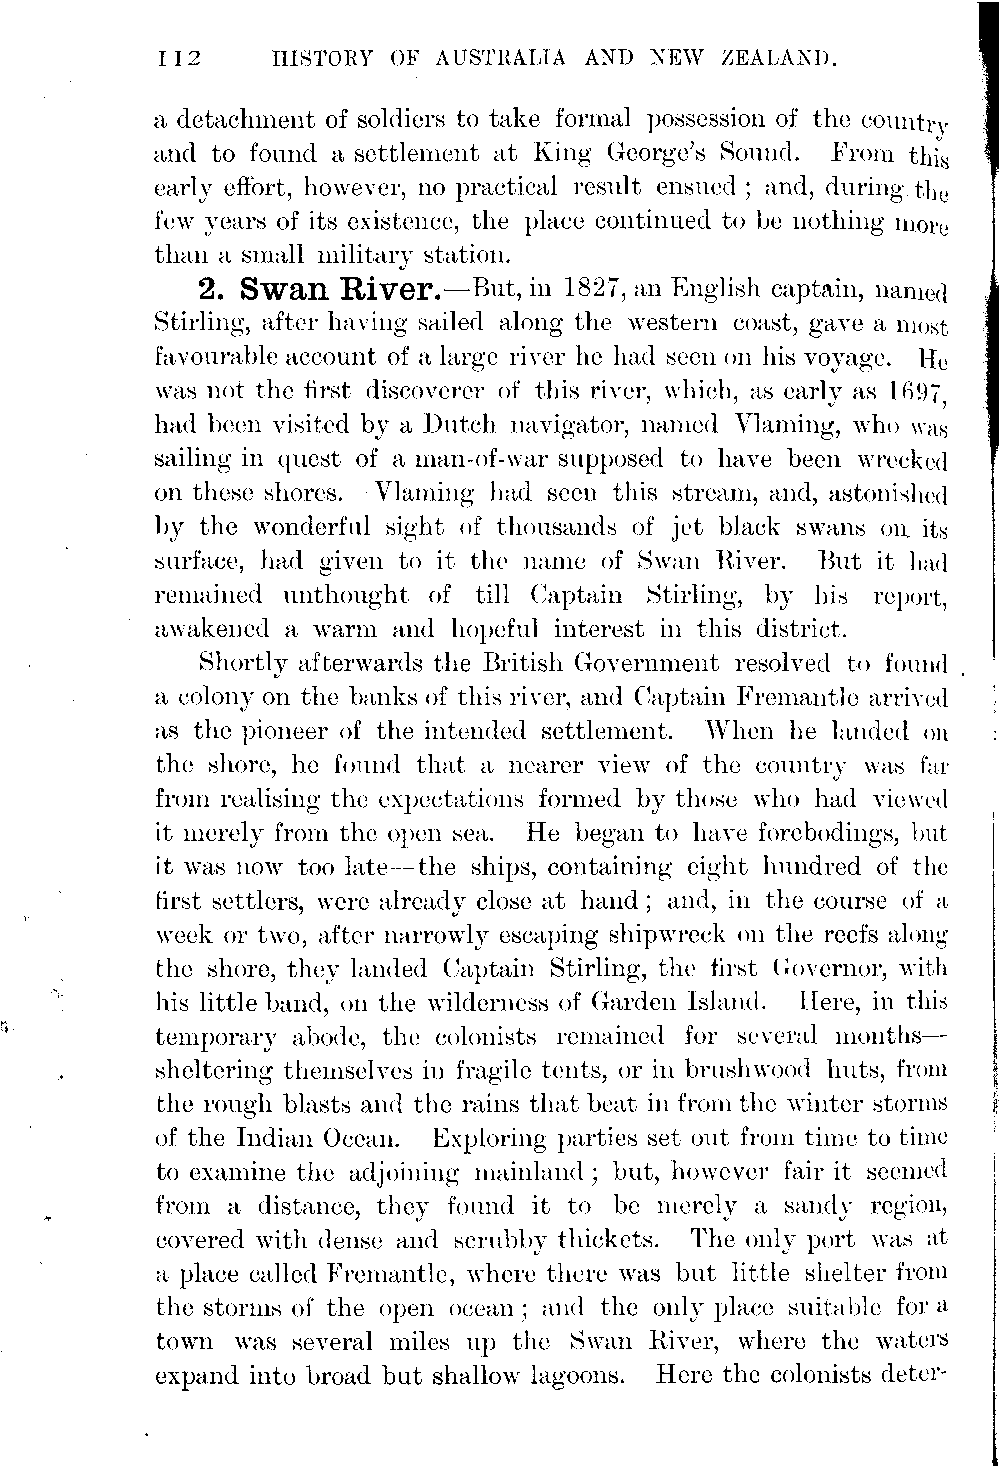 112 HISTORY OF AUSTRALIA AND NEW ZEALAND.
a detachment of soldiers to take formal possession of the country
and to found a settlement at King George's Sound. From this
early effort, however, no practical result ensued ; and, during the
few years of its existence, the place continued to be nothing more
than a small military station.
2. Swan River.—But, in 1827, an English captain, named
Stirling, after having sailed along the western coast, gave a most
favourable account of a large river he had seen on his voyage. He
was not the first discoverer of this river, which, as early as 1697,
had been visited by a Dutch navigator, named Vlaming, who was
sailing in quest of a man-of-war supposed to have been wrecked
on these shores. Vlaming had seen this stream, and, astonished
by the wonderful sight of thousands of jet black swans on its
surface, had given to it the name of Swan River. But it had
remained unthought of till Captain Stirling, by his report,
awakened a warm and hopeful interest in this district.
Shortly afterwards the British Government resolved to found
a colony on the banks of this river, and Captain Fremantle arrived
as the pioneer of the intended settlement. When he landed on
the shore, he found that a nearer view of the country was far
from realising the expectations formed by those who had viewed
it merely from the open sea. He began to have forebodings, but
it was now too late—the ships, containing eight hundred of the
first settlers, were already close at hand ; and, in the course of a
week or two, after narrowly escaping shipwreck on the reefs along
the shore, they landed Captain Stirling, the first Governor, with
his little band, on the wilderness of Garden Island. Here, in this
temporary abode, the colonists remained for several months—
sheltering themselves in fragile tents, or in brushwood huts, from
the rough blasts and the rains that beat in from the winter storms
of the Indian Ocean. Exploring parties set out from time to time
to examine the adjoining mainland ; but, however fair it seemed
from a distance, they found it to be merely a sandy region,
covered with dense and scrubby thickets. The only port was at
a place called Fremantle, where there was but little shelter from
the storms of the open ocean ; and the only place suitable for a
town was several miles up the Swan River, where the waters
expand into broad but shallow lagoons. Here the colonists deter-